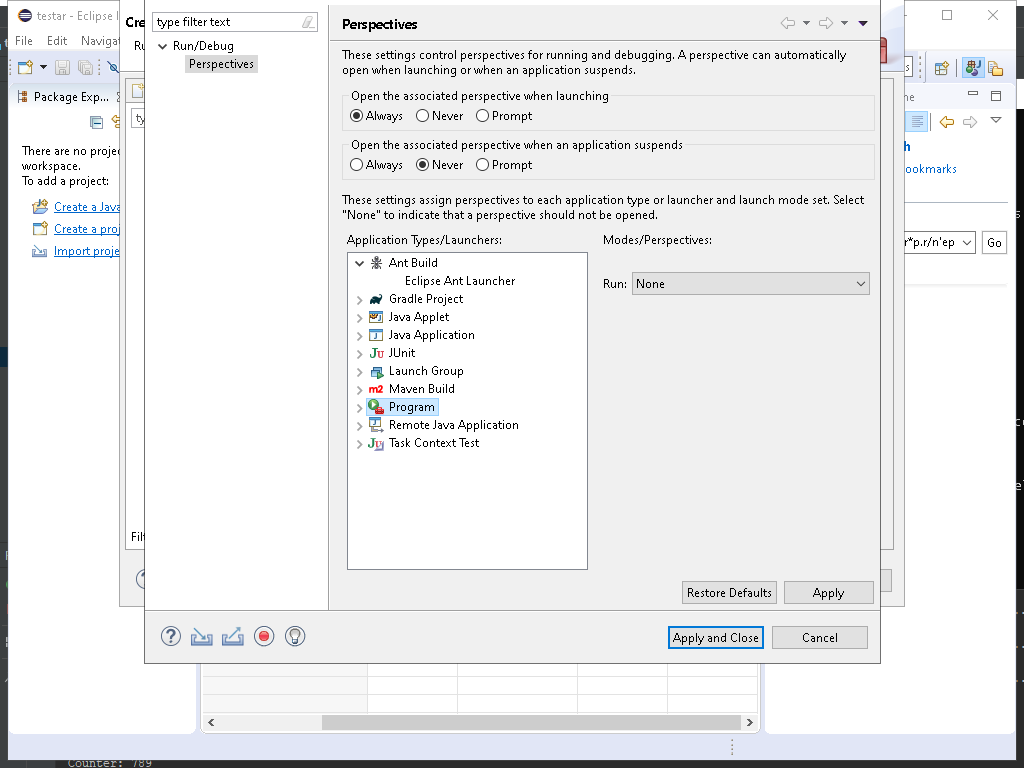 testar - Eclipse I
File Edit Navigat
Package Exp...
There are no projec
workspace.
To add a project:
Create a Java
Create a proj
Import proje
Cre
Ru
ty
Filt
type filter text
Run/Debug
Perspectives
Perspectives
These settings control perspectives for running and debugging. A perspective can automatically
open when launching or when an application suspends.
Open the associated perspective when launching
Always Never Prompt
Open the associated perspective when an application suspends
Always Never Prompt
These settings assign perspectives to each application type or launcher and launch mode set. Select
"None" to indicate that a perspective should not be opened.
Application Types/Launchers:
Modes/Perspectives:
Ant Build
Eclipse Ant Launcher
Gradle Project
Java Applet
Java Application
JUnit
Launch Group
Maven Build
Program
Remote Java Application
Task Context Test
Run: None
Restore Defaults Apply
Apply and Close Cancel
ne
h
ookmarks
r*p.r/n'ep Go
Counter: 789